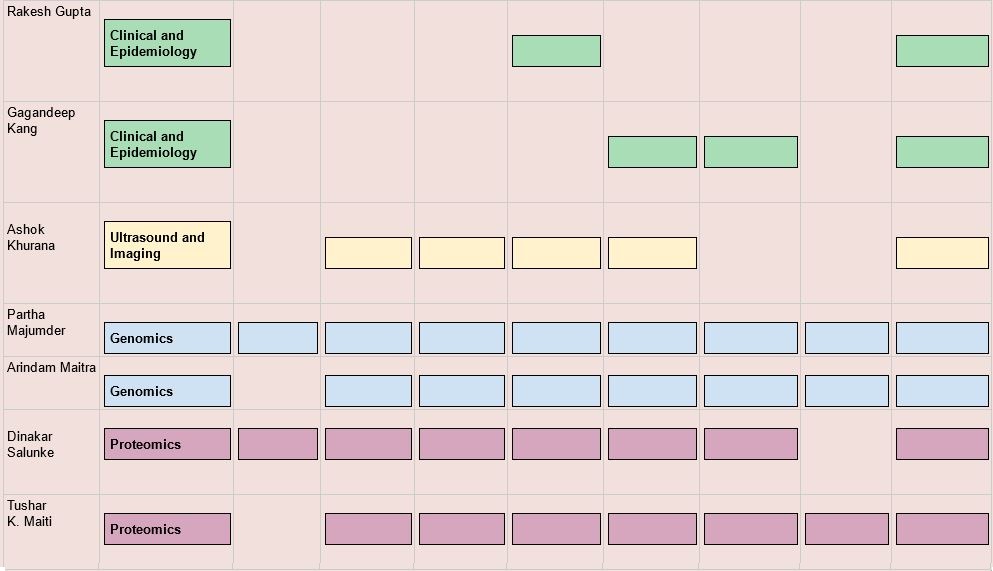 Rakesh Gupta
Clinical and
Epidemiology
Gagandeep
Kang
Clinical and
Epidemiology
Ashok
Khurana
Ultrasound and
Imaging
Partha
Majumder
Genomics
Arindam Maitra
Genomics
Dinakar
Salunke
Proteomics
Tushar
K. Maiti
Proteomics